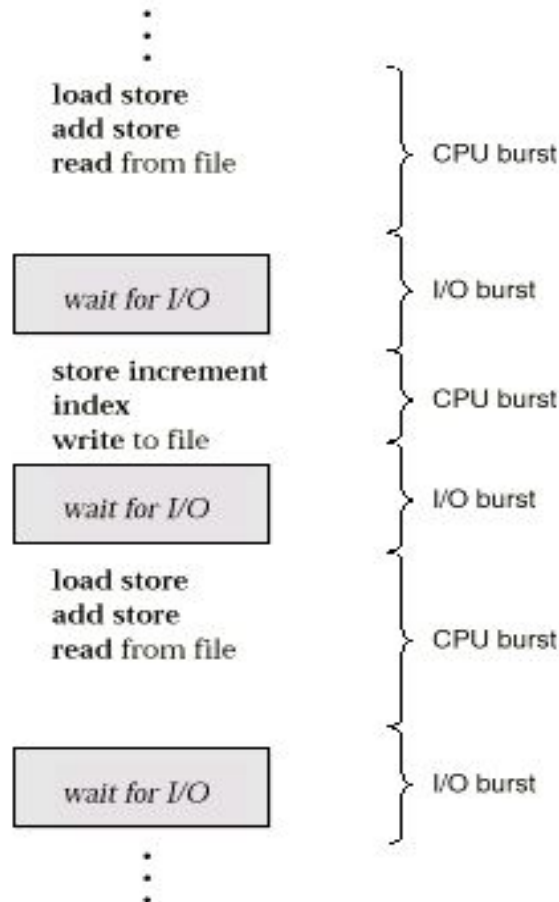 load store
add store
read from file
CPU burst
wait for I/O
I/O burst
store increment
index
write to file
CPU burst
wait for I/O
I/O burst
load store
add store
read from file
CPU burst
wait for I/O
I/O burst